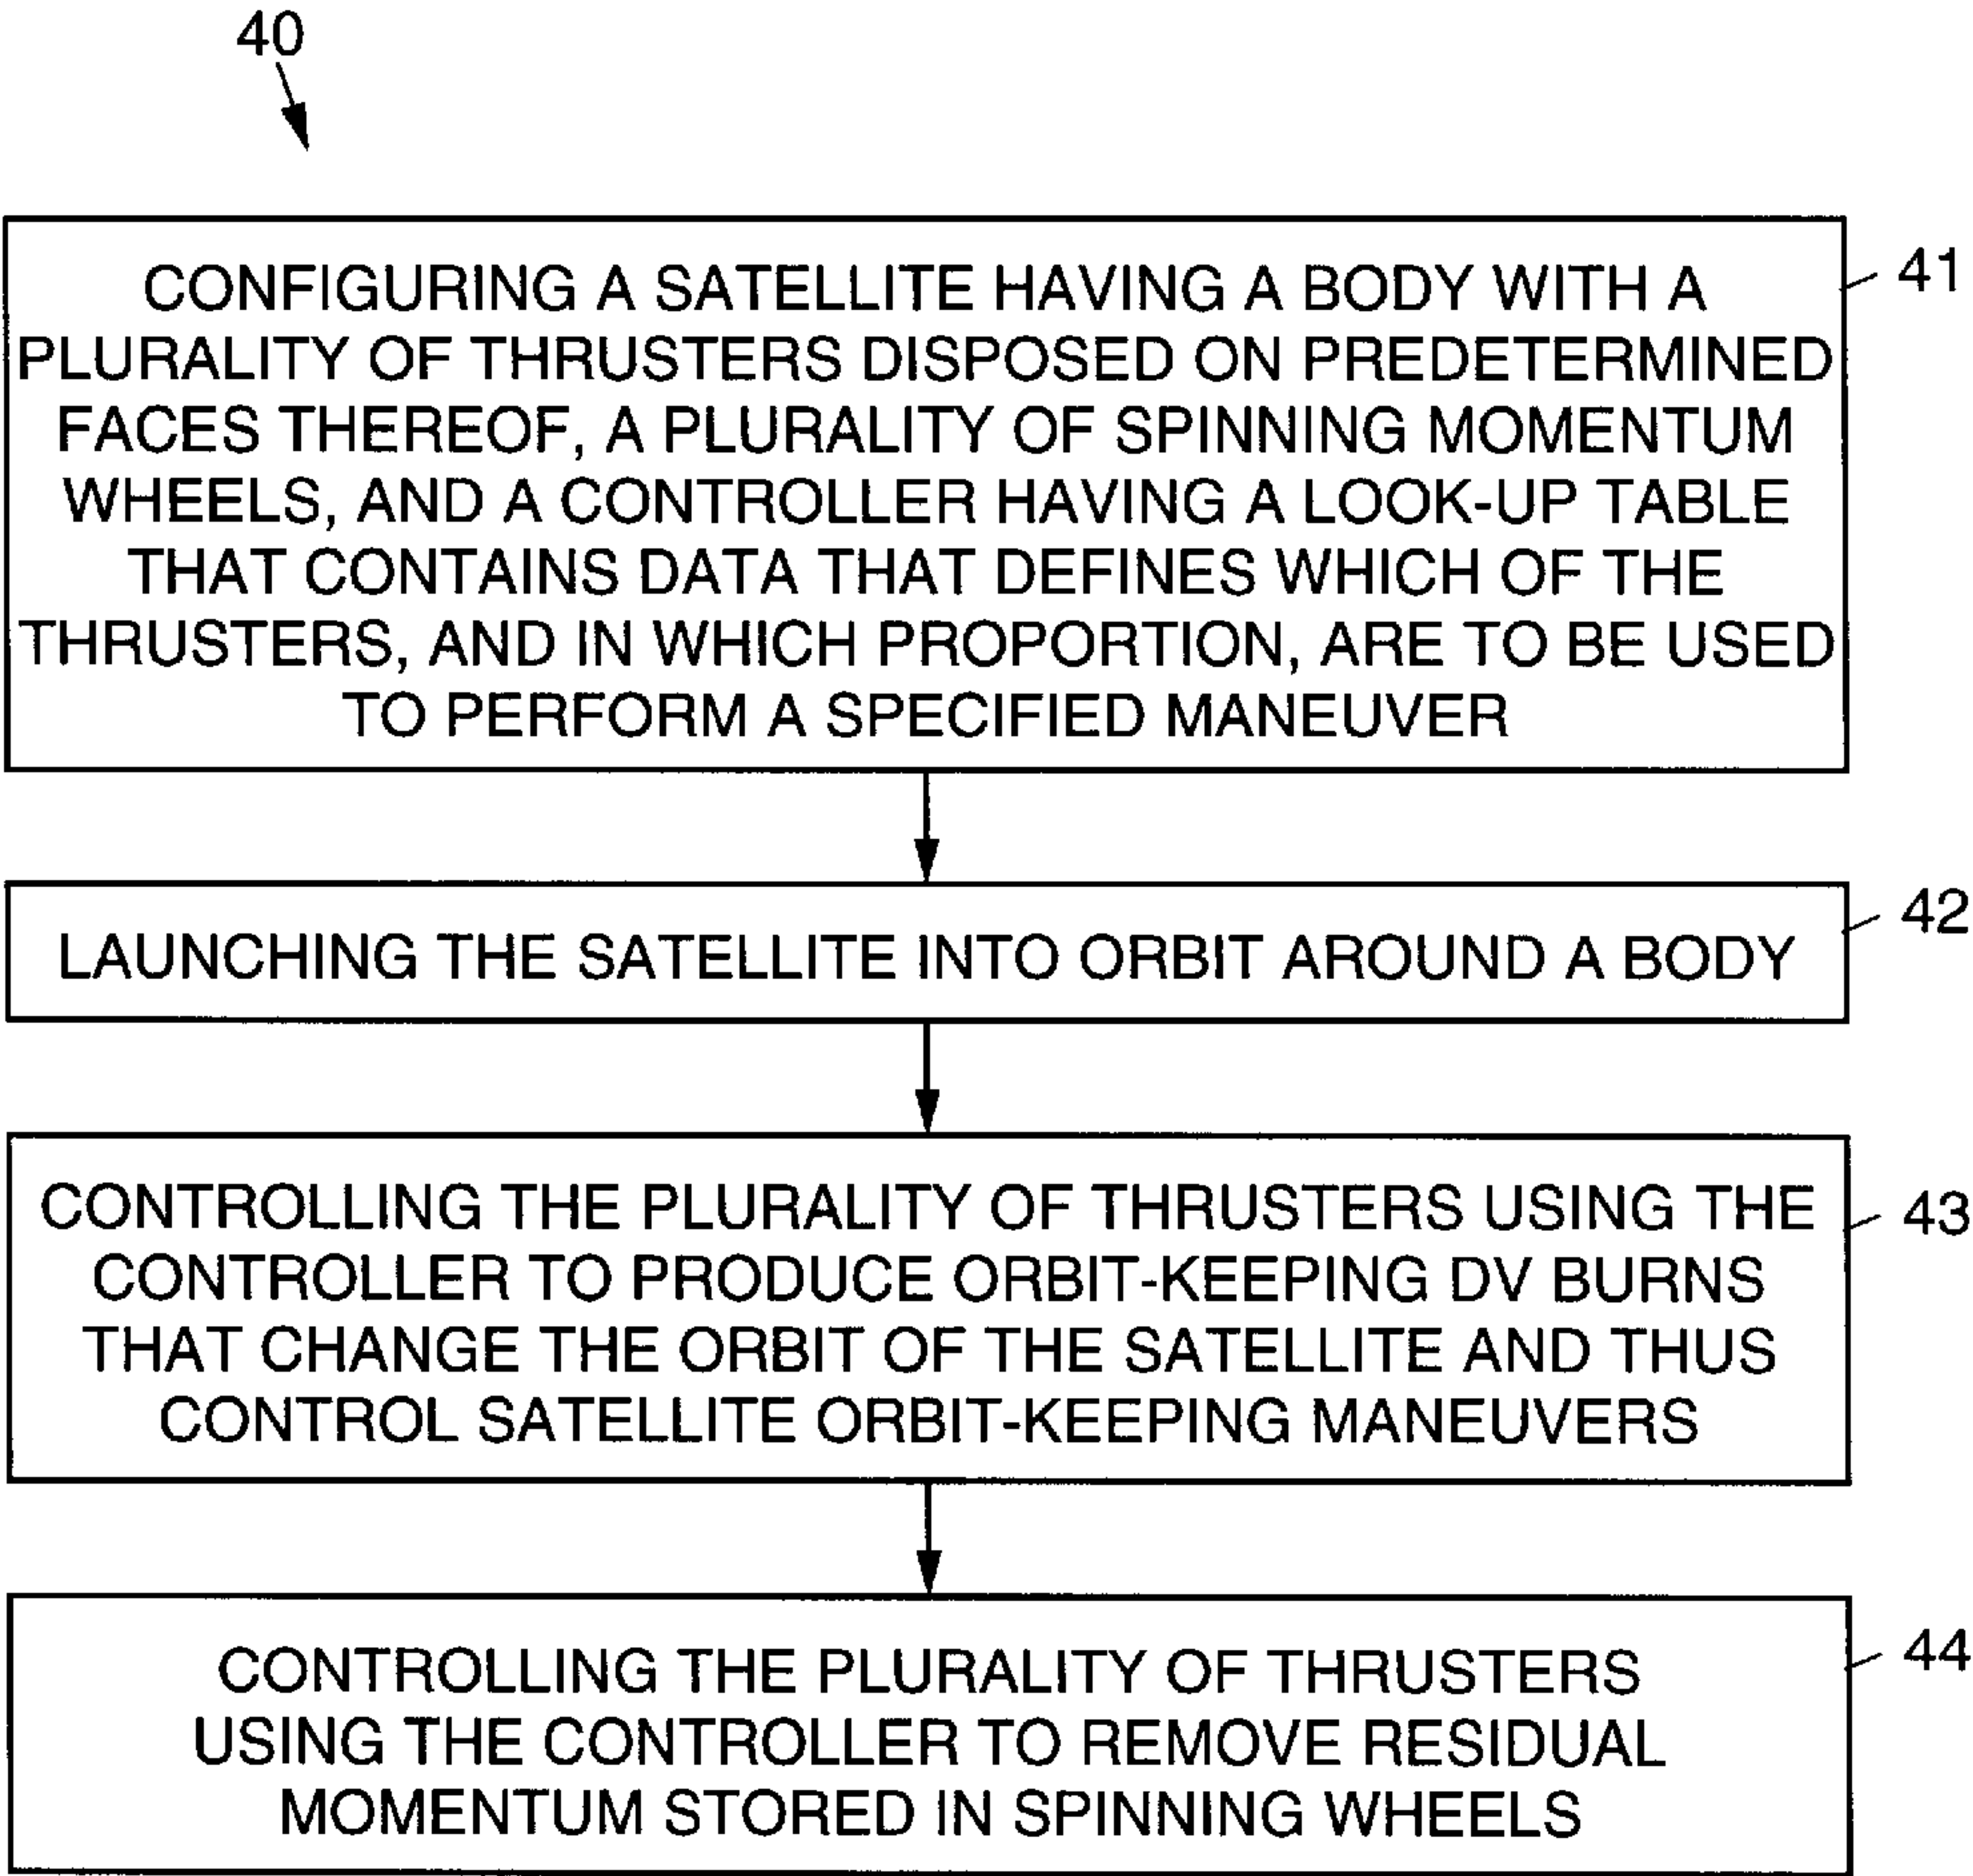 40
CONFIGURING A SATELLITE HAVING A BODY WITH A
PLURALITY OF THRUSTERS DISPOSED ON PREDETERMINED
FACES THEREOF, A PLURALITY OF SPINNING MOMENTUM
WHEELS, AND A CONTROLLER HAVING A LOOK-UP TABLE
THAT CONTAINS DATA THAT DEFINES WHICH OF THE
THRUSTERS, AND IN WHICH PROPORTION, ARE TO BE USED
TO PERFORM A SPECIFIED MANEUVER
41
LAUNCHING THE SATELLITE INTO ORBIT AROUND A BODY
42
CONTROLLING THE PLURALITY OF THRUSTERS USING THE
CONTROLLER TO PRODUCE ORBIT-KEEPING DV BURNS
THAT CHANGE THE ORBIT OF THE SATELLITE AND THUS
CONTROL SATELLITE ORBIT-KEEPING MANEUVERS
43
CONTROLLING THE PLURALITY OF THRUSTERS
USING THE CONTROLLER TO REMOVE RESIDUAL
MOMENTUM STORED IN SPINNING WHEELS
44